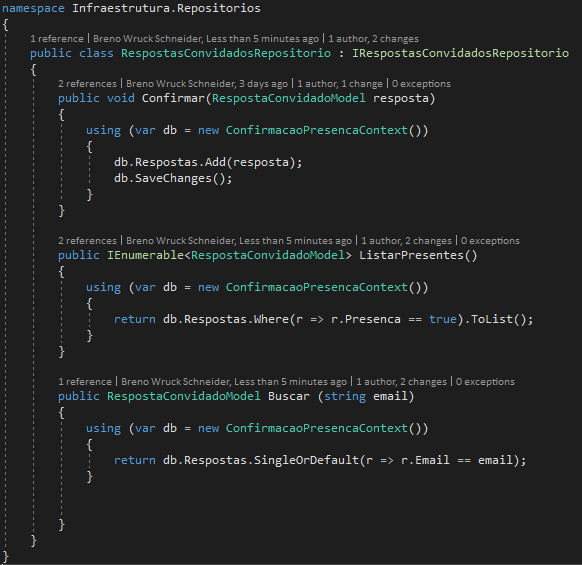 namespace Infraestrutura.Repositorios
{
1 reference | Breno Wruck Schneider, Less than 5 minutes ago | 1 author, 2 changes
public class RespostasConvidadosRepositorio : IRespostasConvidadosRepositorio
{
2 references | Breno Wruck Schneider, 3 days ago | 1 author, 1 change | 0 exceptions
public void Confirmar(RespostaConvidadoModel resposta)
{
using (var db = new ConfirmacaoPresencaContext())
{
db.Respostas.Add(resposta);
db.SaveChanges();
}
}
2 references | Breno Wruck Schneider, Less than 5 minutes ago | 1 author, 2 changes | 0 exceptions
public IEnumerable<RespostaConvidadoModel> ListarPresentes()
{
using (var db = new ConfirmacaoPresencaContext())
{
return db.Respostas.Where(r => r.Presenca == true).ToList();
}
}
1 reference | Breno Wruck Schneider, Less than 5 minutes ago | 1 author, 2 changes | 0 exceptions
public RespostaConvidadoModel Buscar (string email)
{
using (var db = new ConfirmacaoPresencaContext())
{
return db.Respostas.SingleOrDefault(r => r.Email == email);
}
}
}
}